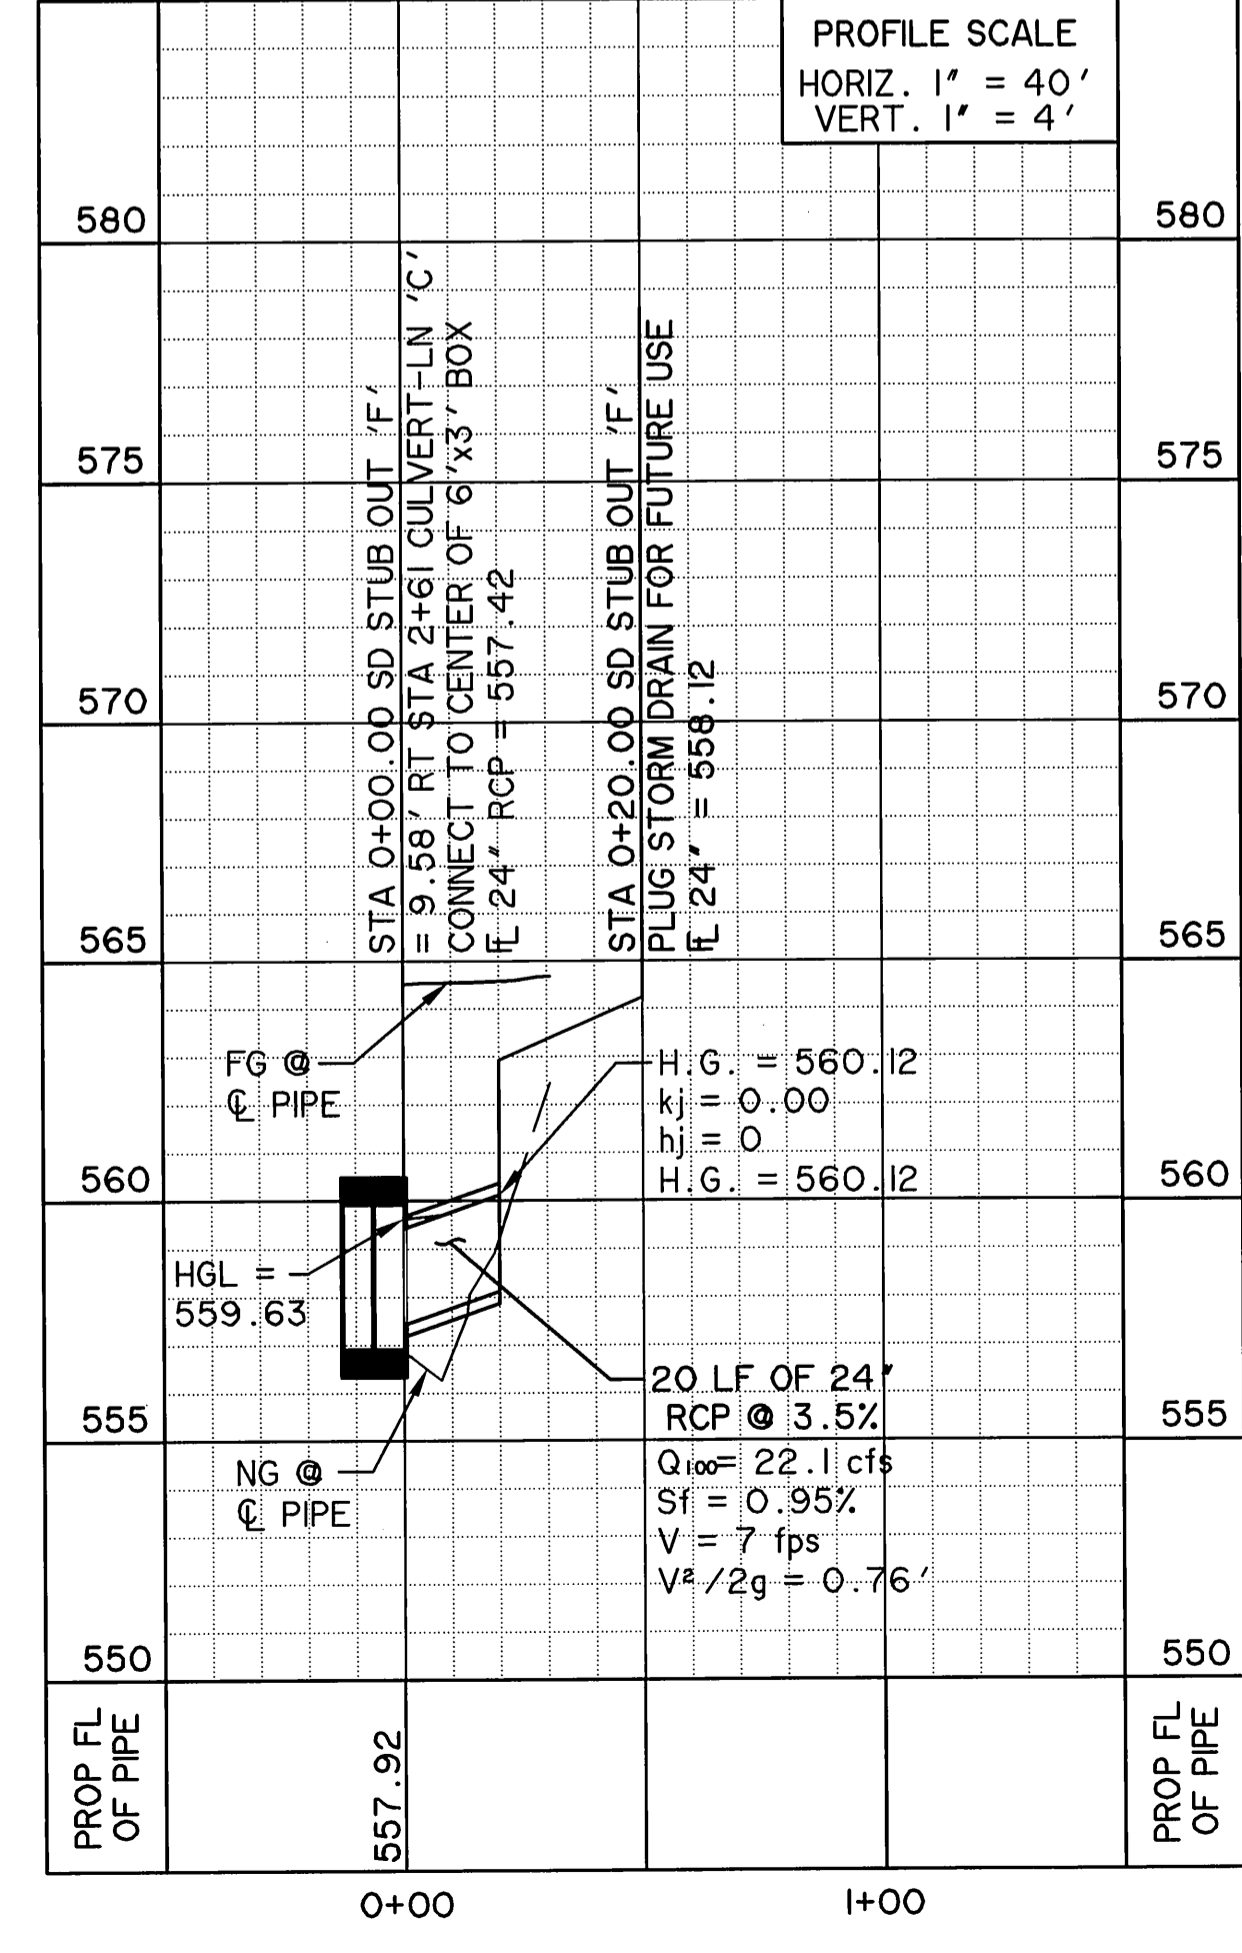 PROFILE SCALE
HORIZ. 1" = 40'
VERT. 1" = 4'
580
580
575
575
570
570
565
565
560
560
555
555
550
550
STA 0+00.00 SD STUB OUT 'F'
= 9.58' RT STA 2+61 CULVERT-LN 'C'
CONNECT TO CENTER OF 6'x3' BOX
FL 24" RCP = 557.42
STA 0+20.00 SD STUB OUT 'F'
PLUG STORM DRAIN FOR FUTURE USE
FL 24" = 558.12
FG @
CL PIPE
H.G. = 560.12
kj = 0.00
hj = 0
H.G. = 560.12
HGL =
559.63
20 LF OF 24"
RCP @ 3.5%
Q100= 22.1 cfs
Sf = 0.95%
V = 7 fps
V²/2g = 0.76'
NG @
CL PIPE
PROP FL
OF PIPE
557.92
PROP FL
OF PIPE
0+00
1+00